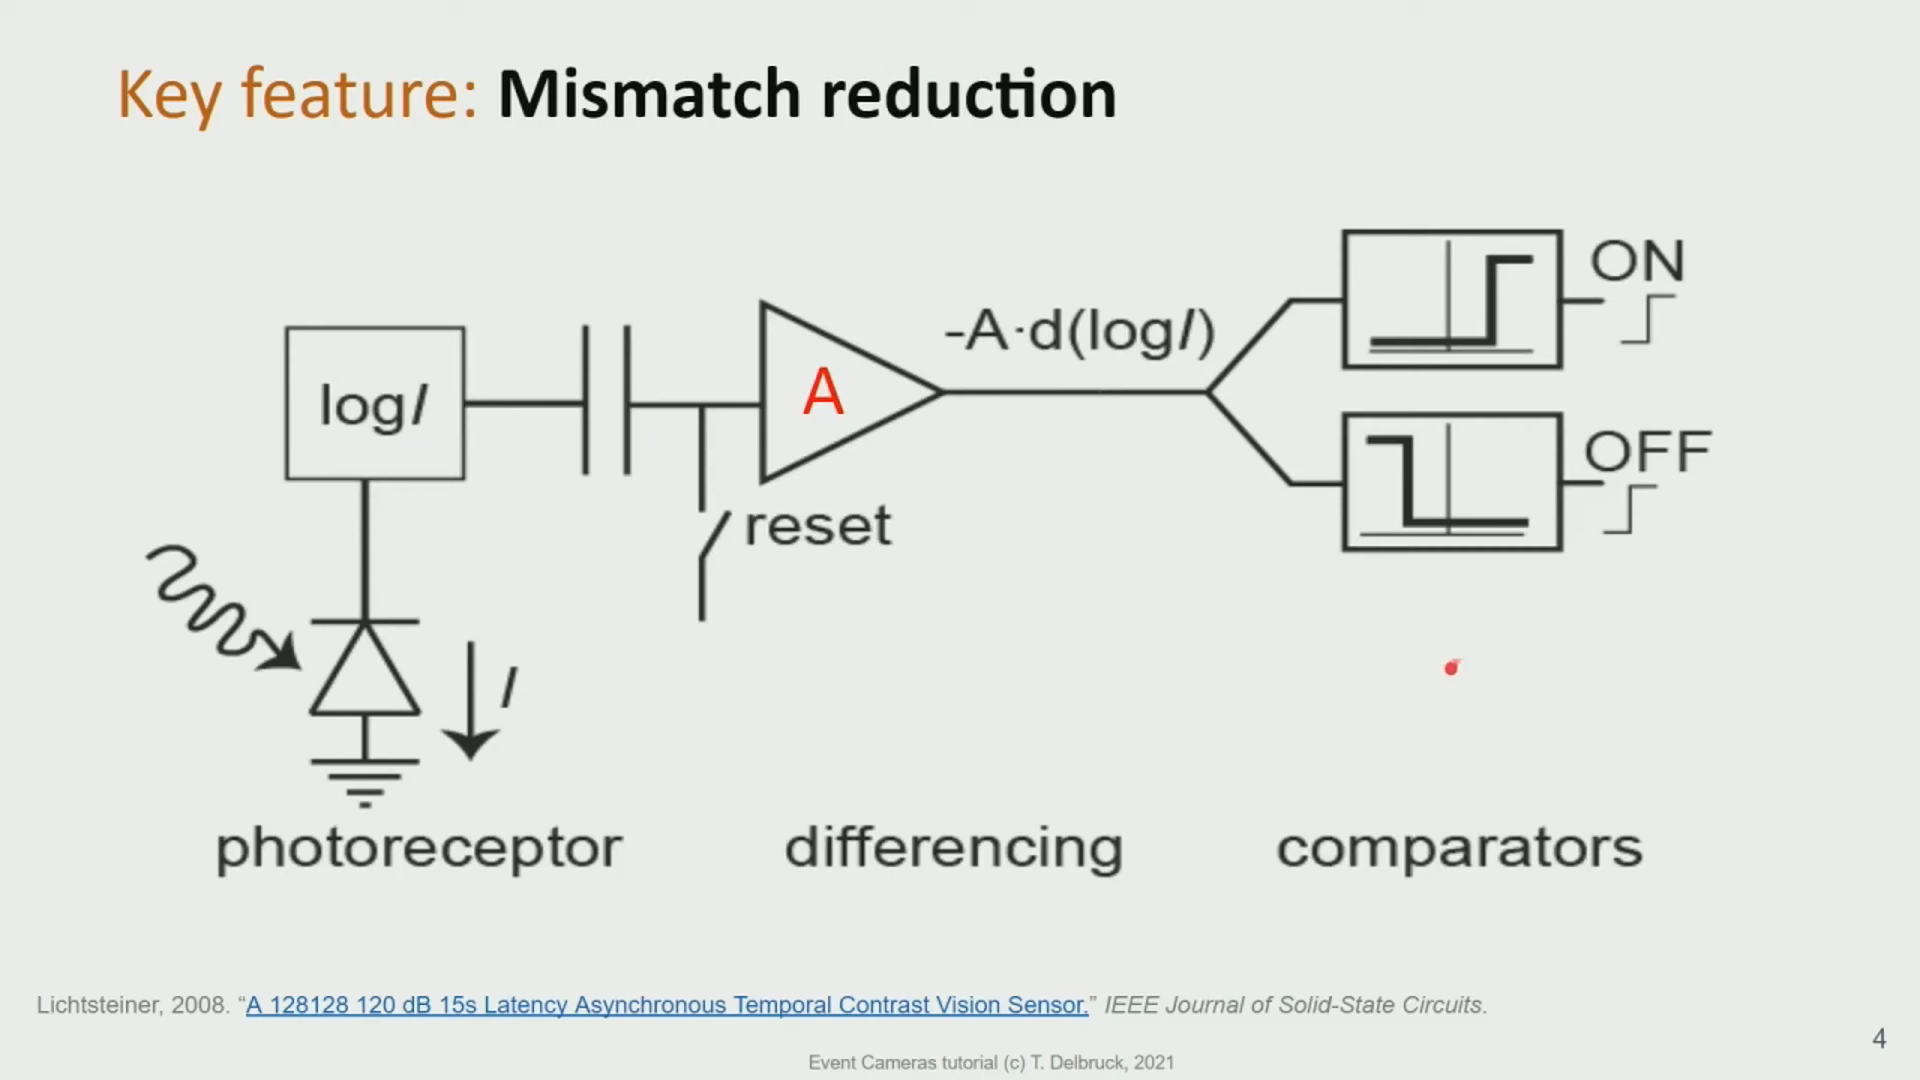 Key feature: Mismatch reduction
ON
-A·d(logI)
A
logI
OFF
reset
I
photoreceptor
differencing
comparators
Lichtsteiner, 2008. “A 128128 120 dB 15s Latency Asynchronous Temporal Contrast Vision Sensor.” IEEE Journal of Solid-State Circuits.
4
Event Cameras tutorial (c) T. Delbruck, 2021